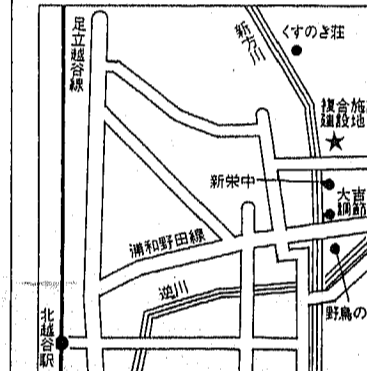 足立越谷線
新方川
くすのき荘
複合施
建設地
新栄中
大吉
調節
浦和野田線
逆川
野鳥の
北越谷駅